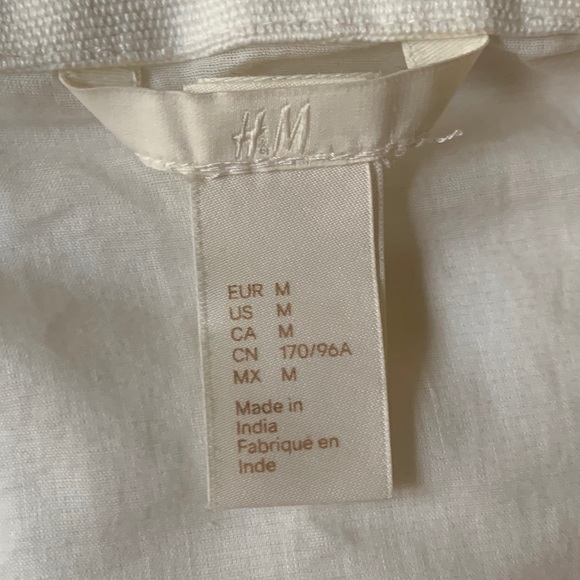 H&M
EUR M
US M
CA M
CN 170/96A
MX M
Made in
India
Fabriqué en
Inde